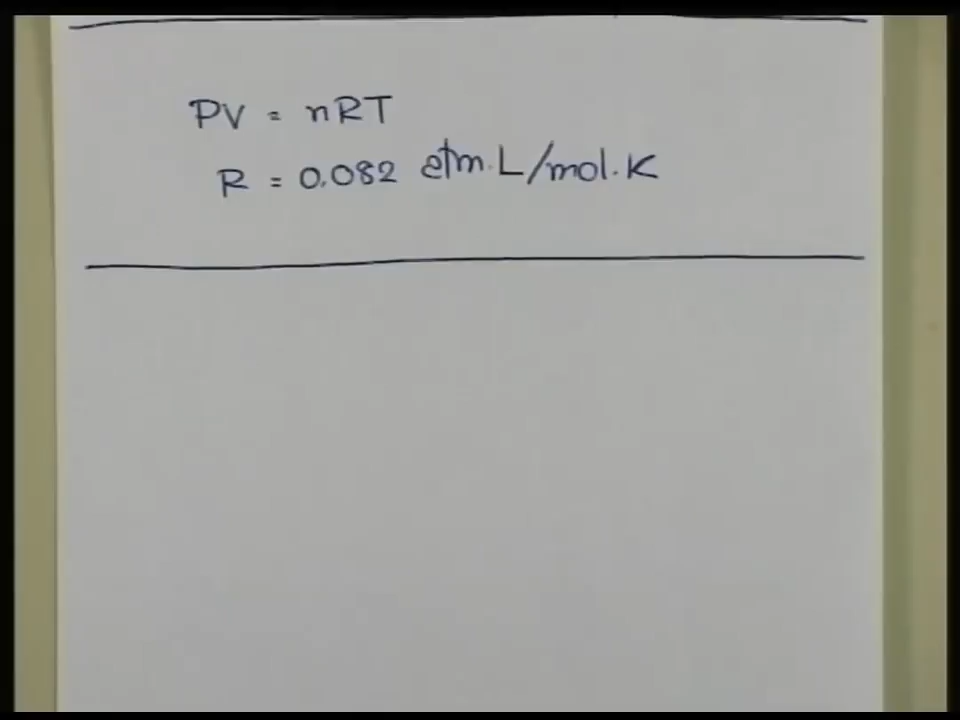 PV = nRT
R = 0.082 atm.L/mol.K